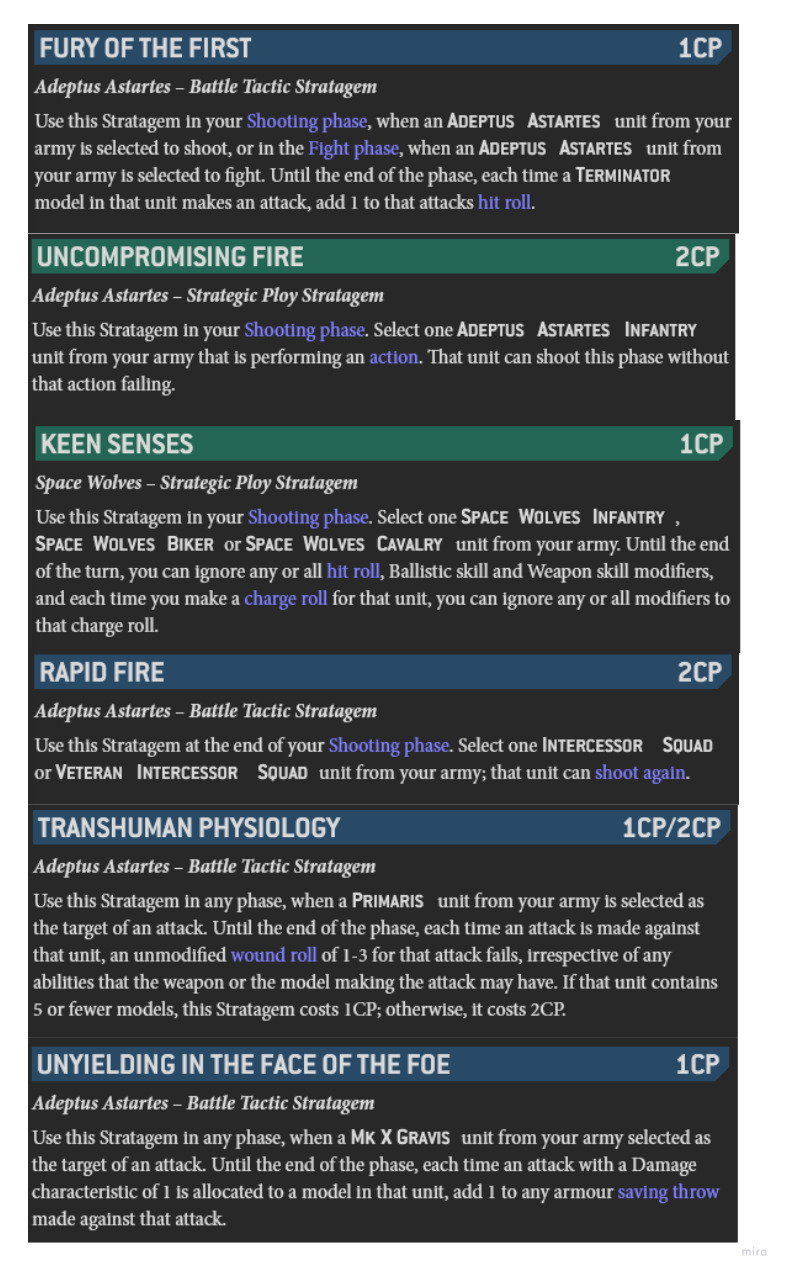 FURY OF THE FIRST 1CP
Adeptus Astartes – Battle Tactic Stratagem
Use this Stratagem in your Shooting phase, when an ADEPTUS ASTARTES unit from your
army is selected to shoot, or in the Fight phase, when an ADEPTUS ASTARTES unit from
your army is selected to fight. Until the end of the phase, each time a TERMINATOR
model in that unit makes an attack, add 1 to that attacks hit roll.
UNCOMPROMISING FIRE 2CP
Adeptus Astartes – Strategic Ploy Stratagem
Use this Stratagem in your Shooting phase. Select one ADEPTUS ASTARTES INFANTRY
unit from your army that is performing an action. That unit can shoot this phase without
that action failing.
KEEN SENSES 1CP
Space Wolves – Strategic Ploy Stratagem
Use this Stratagem in your Shooting phase. Select one SPACE WOLVES INFANTRY ,
SPACE WOLVES BIKER or SPACE WOLVES CAVALRY unit from your army. Until the end
of the turn, you can ignore any or all hit roll, Ballistic skill and Weapon skill modifiers,
and each time you make a charge roll for that unit, you can ignore any or all modifiers to
that charge roll.
RAPID FIRE 2CP
Adeptus Astartes – Battle Tactic Stratagem
Use this Stratagem at the end of your Shooting phase. Select one INTERCESSOR SQUAD
or VETERAN INTERCESSOR SQUAD unit from your army; that unit can shoot again.
TRANSHUMAN PHYSIOLOGY 1CP/2CP
Adeptus Astartes – Battle Tactic Stratagem
Use this Stratagem in any phase, when a PRIMARIS unit from your army is selected as
the target of an attack. Until the end of the phase, each time an attack is made against
that unit, an unmodified wound roll of 1-3 for that attack fails, irrespective of any
abilities that the weapon or the model making the attack may have. If that unit contains
5 or fewer models, this Stratagem costs 1CP; otherwise, it costs 2CP.
UNYIELDING IN THE FACE OF THE FOE 1CP
Adeptus Astartes – Battle Tactic Stratagem
Use this Stratagem in any phase, when a MK X GRAVIS unit from your army selected as
the target of an attack. Until the end of the phase, each time an attack with a Damage
characteristic of 1 is allocated to a model in that unit, add 1 to any armour saving throw
made against that attack.
miro